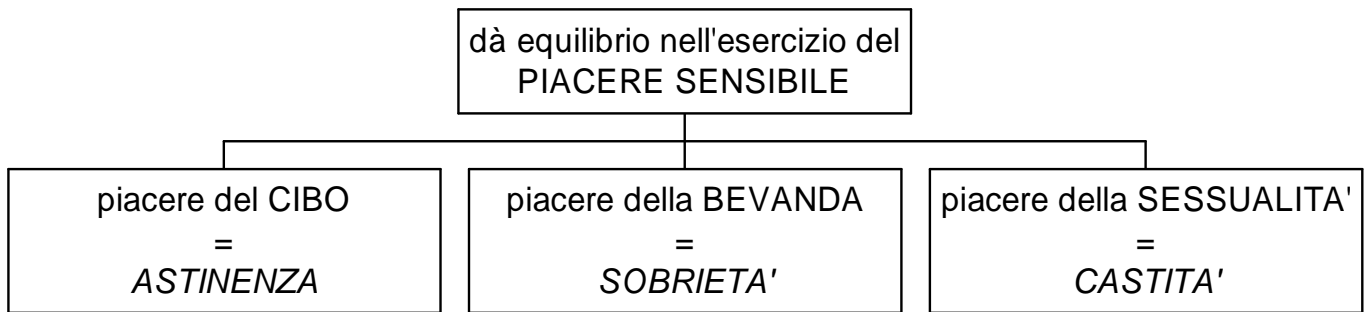 dà equilibrio nell'esercizio del
PIACERE SENSIBILE
piacere del CIBO
=
ASTINENZA
piacere della BEVANDA
=
SOBRIETA'
piacere della SESSUALITA'
=
CASTITA'